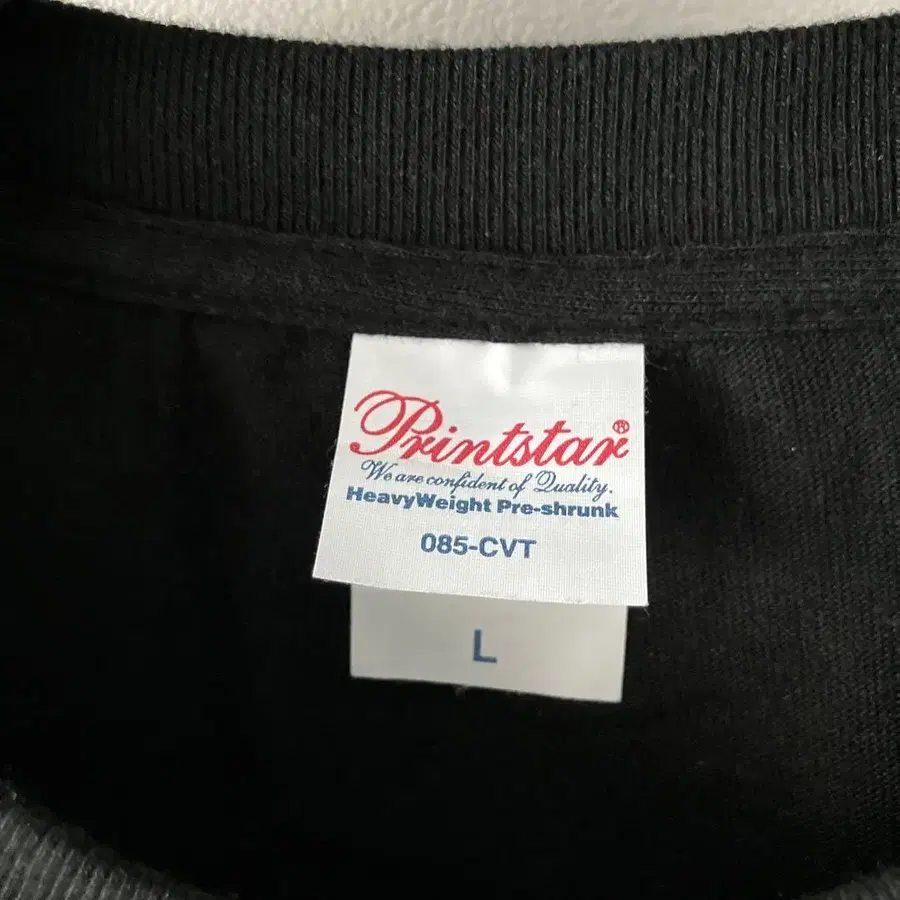 Printstar®
We are confident of Quality.
HeavyWeight Pre-shrunk
085-CVT
L